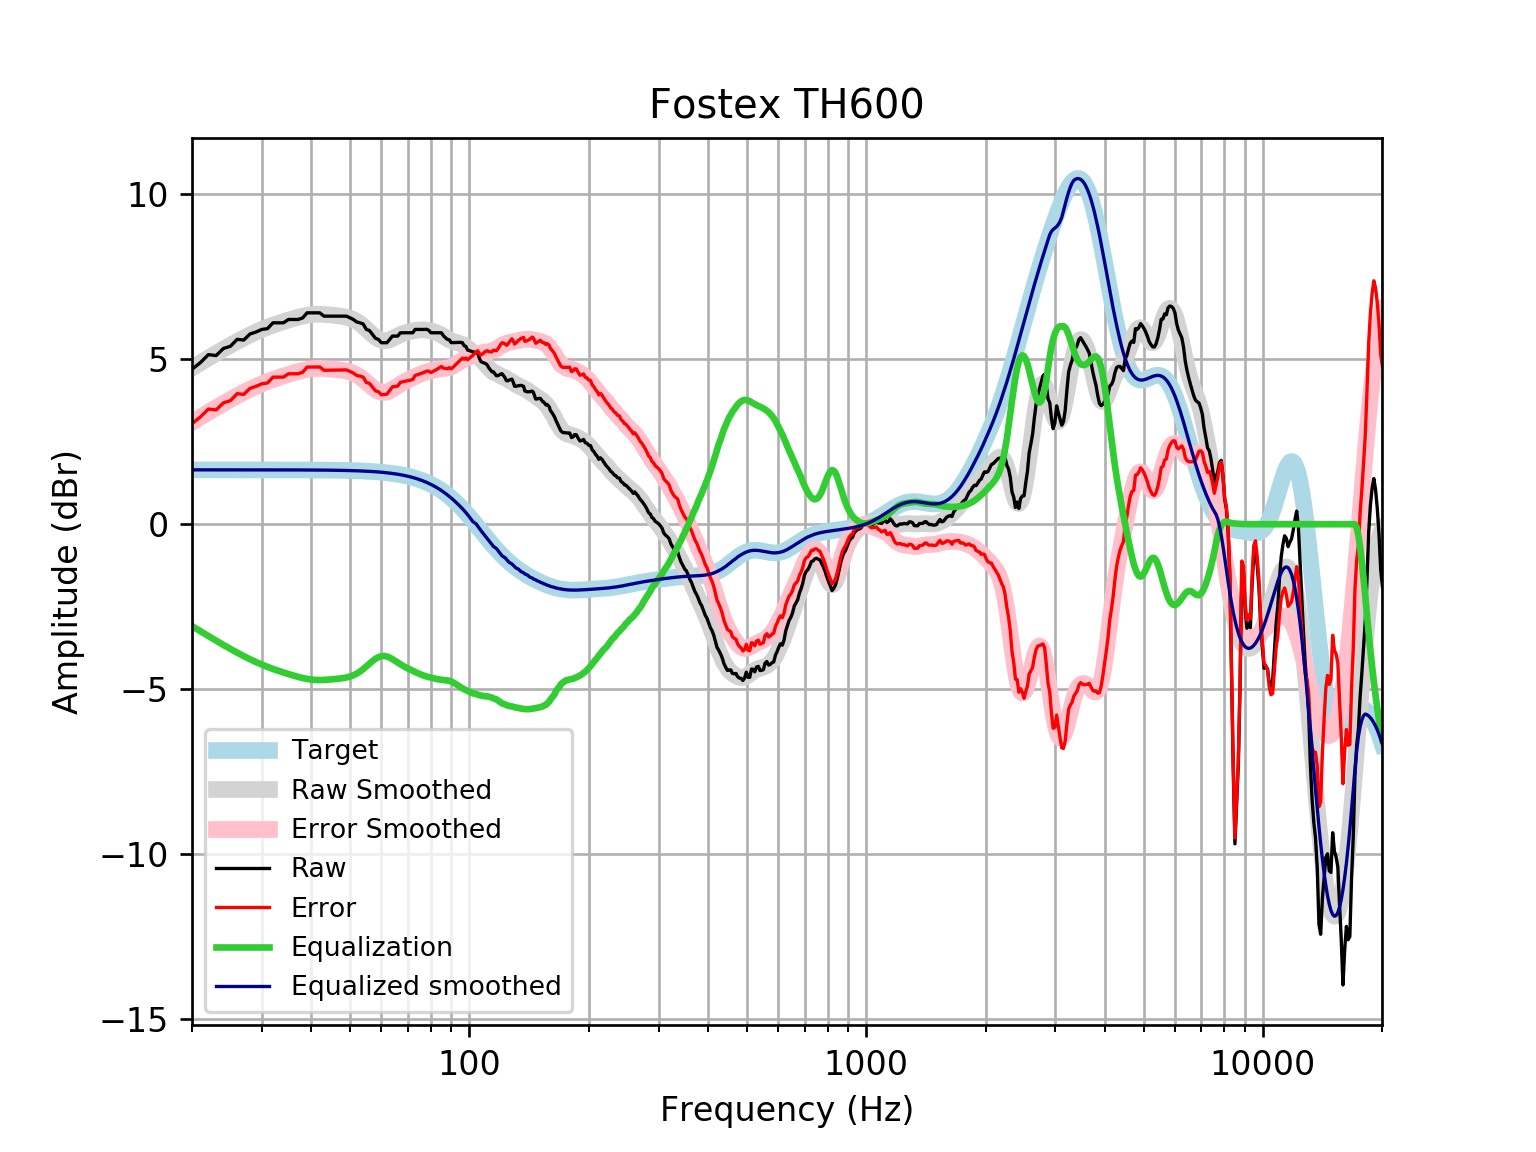 Fostex TH600
Amplitude (dBr)
10
5
0
−5
−10
−15
Target
Raw Smoothed
Error Smoothed
Raw
Error
Equalization
Equalized smoothed
100
1000
10000
Frequency (Hz)